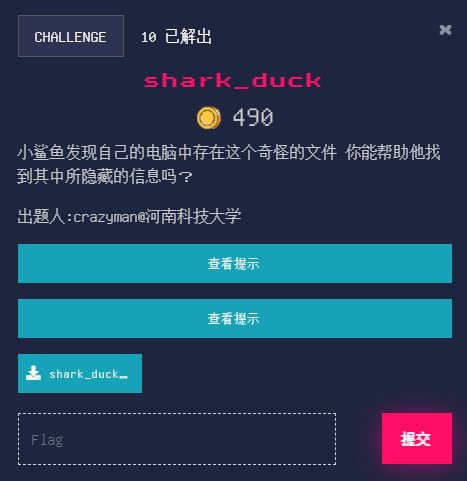 CHALLENGE
10 已解出
×
shark_duck
490
小鲨鱼发现自己的电脑中存在这个奇怪的文件 你能帮助他找
到其中所隐藏的信息吗？
出题人:crazyman@河南科技大学
查看提示
查看提示
shark_duck…
Flag
提交